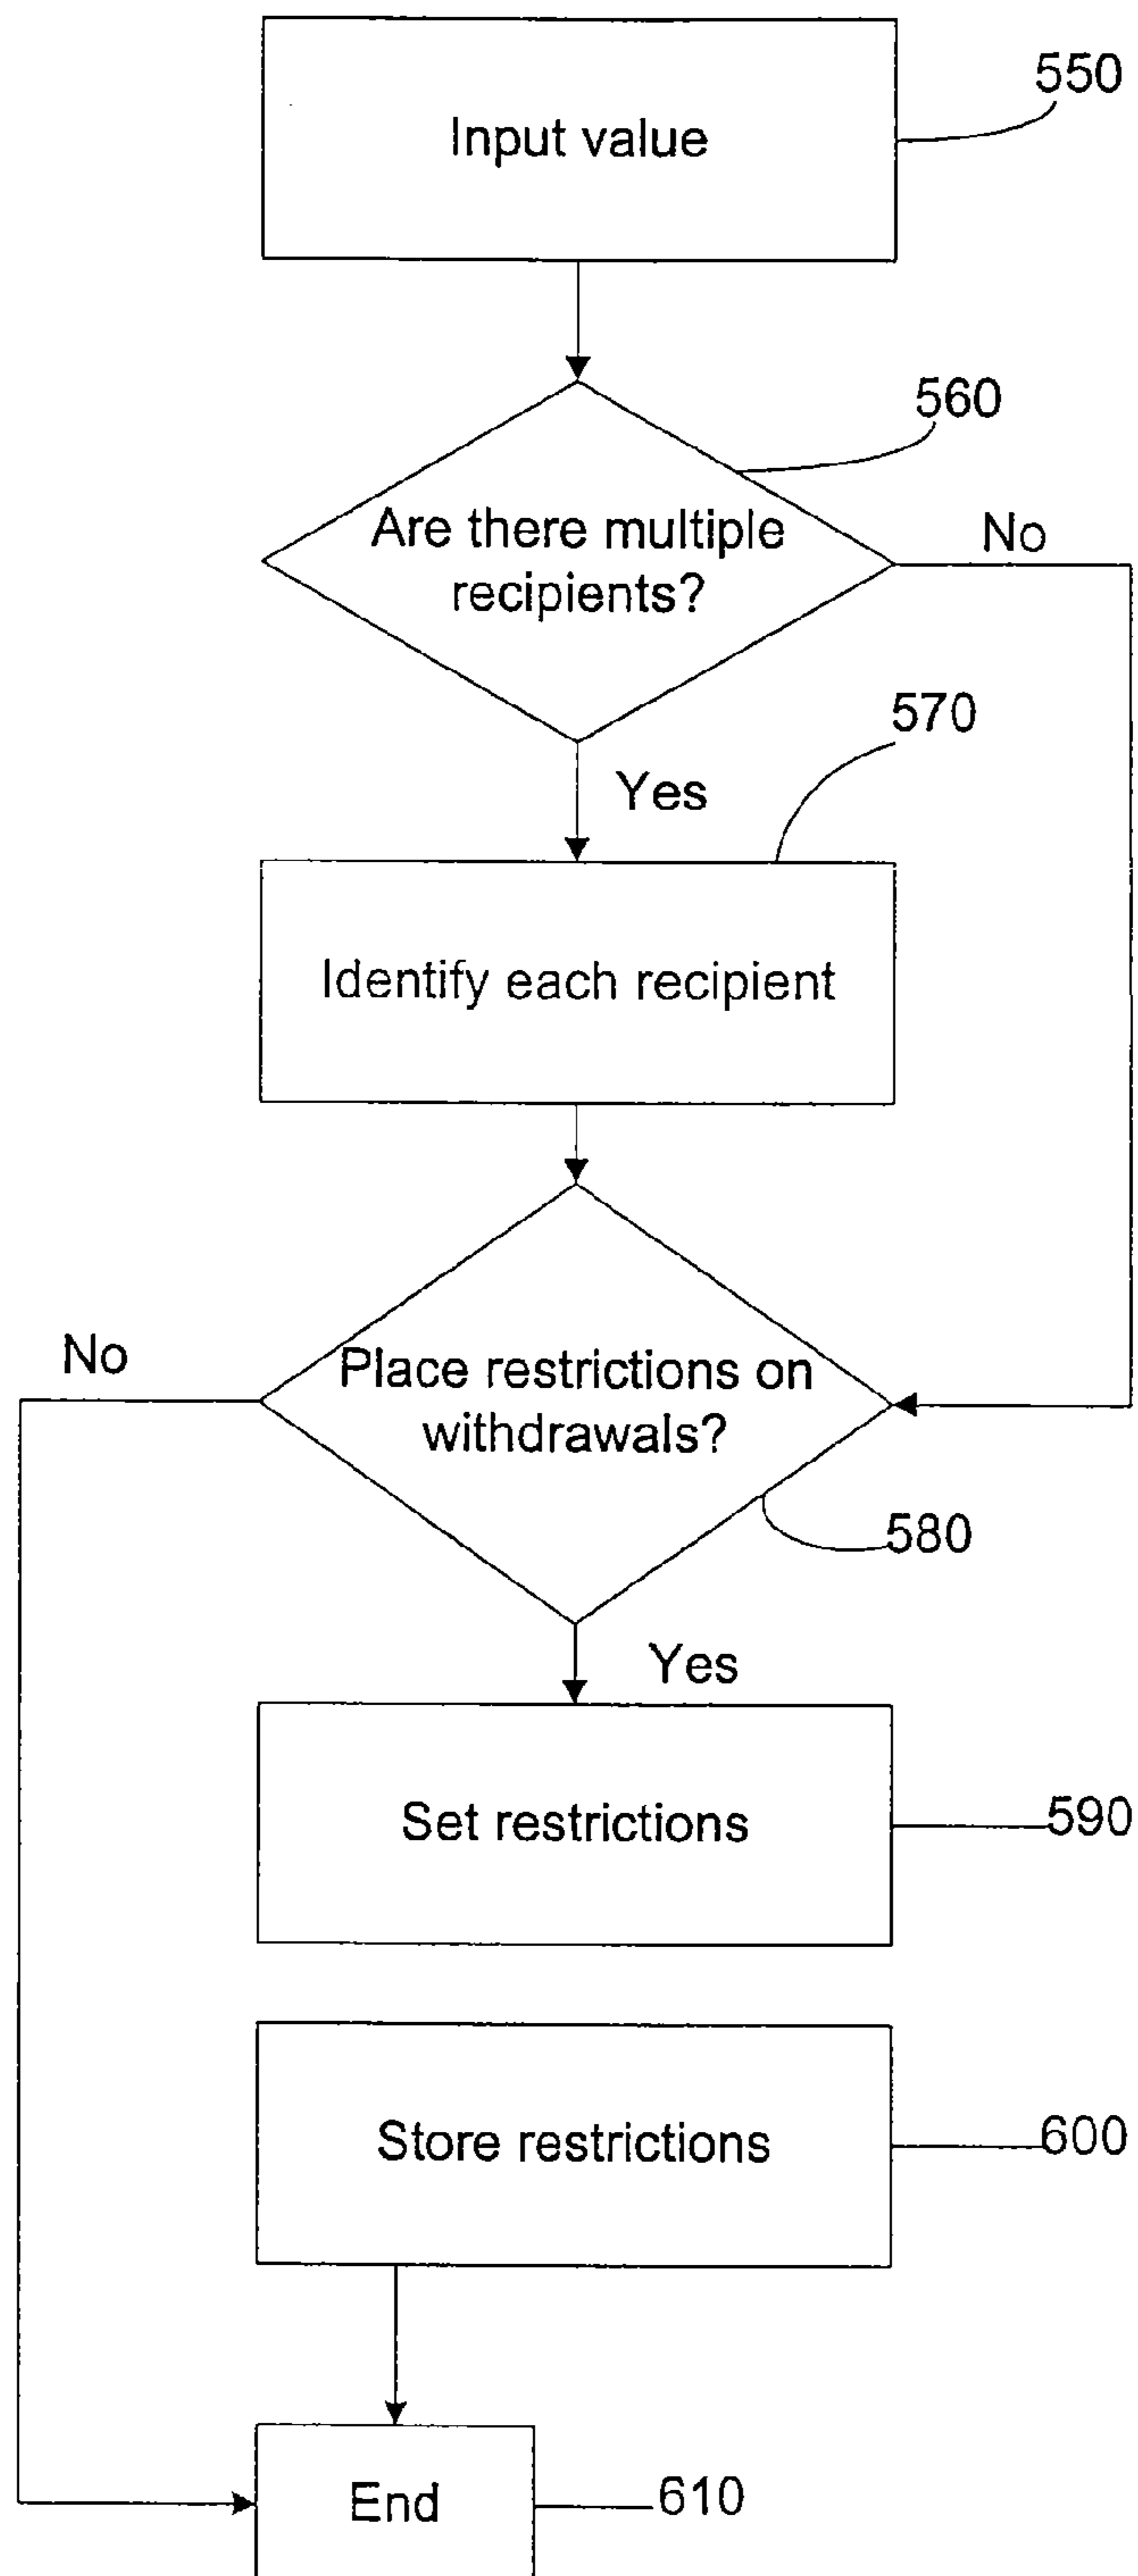 Input value
550
560
Are there multiple
recipients?
No
570
Yes
Identify each recipient
No
Place restrictions on
withdrawals?
580
Yes
Set restrictions
590
Store restrictions
600
End
610